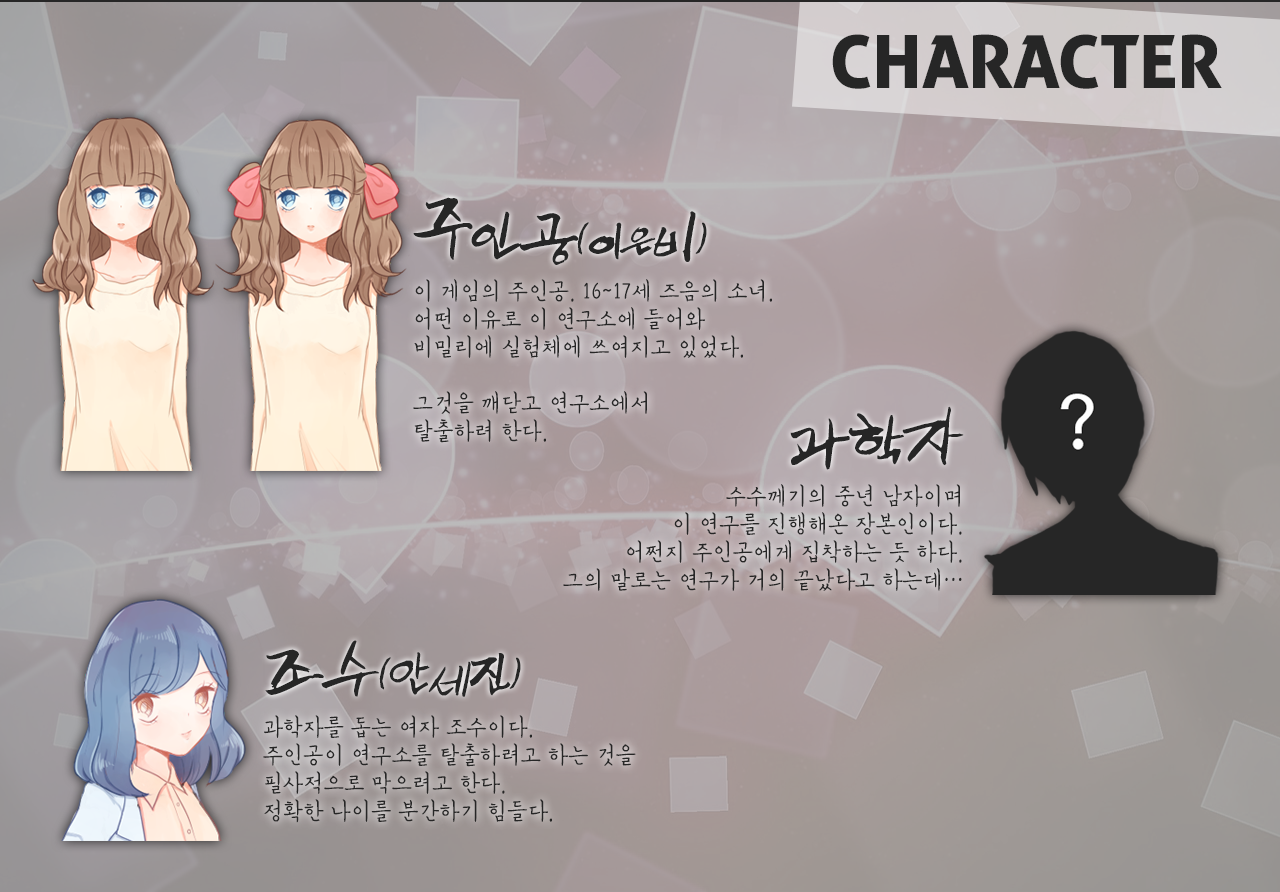 CHARACTER
주인공(이은비)
이 게임의 주인공. 16~17세 즈음의 소녀.
어떤 이유로 이 연구소에 들어와
비밀리에 실험체에 쓰여지고 있었다.
그것을 깨닫고 연구소에서
탈출하려 한다.
?
과학자
수수께기의 중년 남자이며
이 연구를 진행해온 장본인이다.
어쩐지 주인공에게 집착하는 듯 하다.
그의 말로는 연구가 거의 끝났다고 하는데…
조수(안세진)
과학자를 돕는 여자 조수이다.
주인공이 연구소를 탈출하려고 하는 것을
필사적으로 막으려고 한다.
정확한 나이를 분간하기 힘들다.